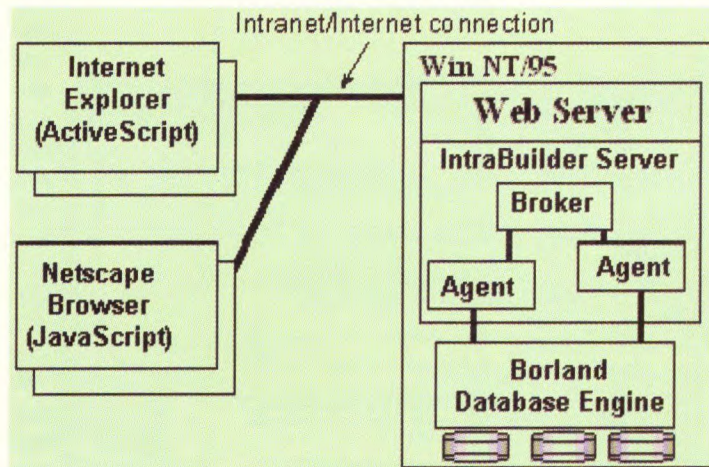 Intranet/Internet connection
Internet
Explorer
(ActiveScript)
Netscape
Browser
(JavaScript)
Win NT/95
Web Server
IntraBuilder Server
Broker
Agent
Agent
Borland
Database Engine